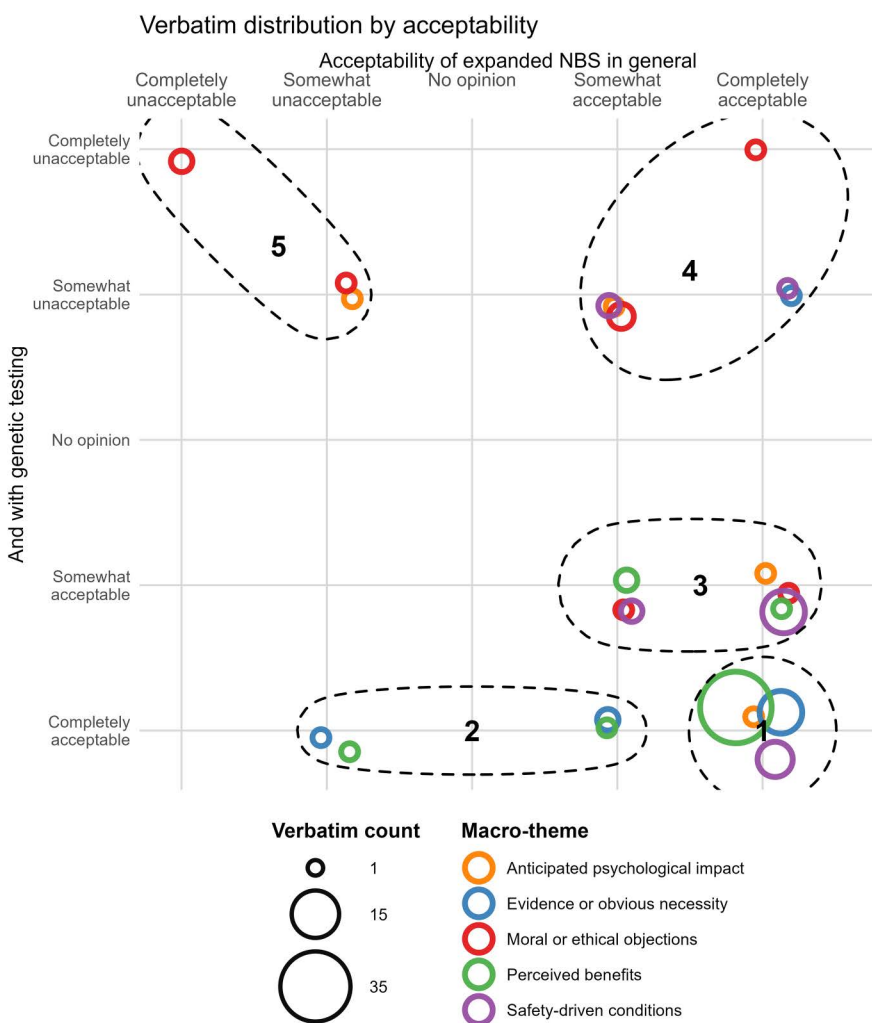 Verbatim distribution by acceptability
Acceptability of expanded NBS in general
Completely
unacceptable
Somewhat
unacceptable
No opinion
Somewhat
acceptable
Completely
acceptable
And with genetic testing
Completely
unacceptable
Somewhat
unacceptable
No opinion
Somewhat
acceptable
Completely
acceptable
5
4
3
2
1
Verbatim count
1
15
35
Macro-theme
Anticipated psychological impact
Evidence or obvious necessity
Moral or ethical objections
Perceived benefits
Safety-driven conditions